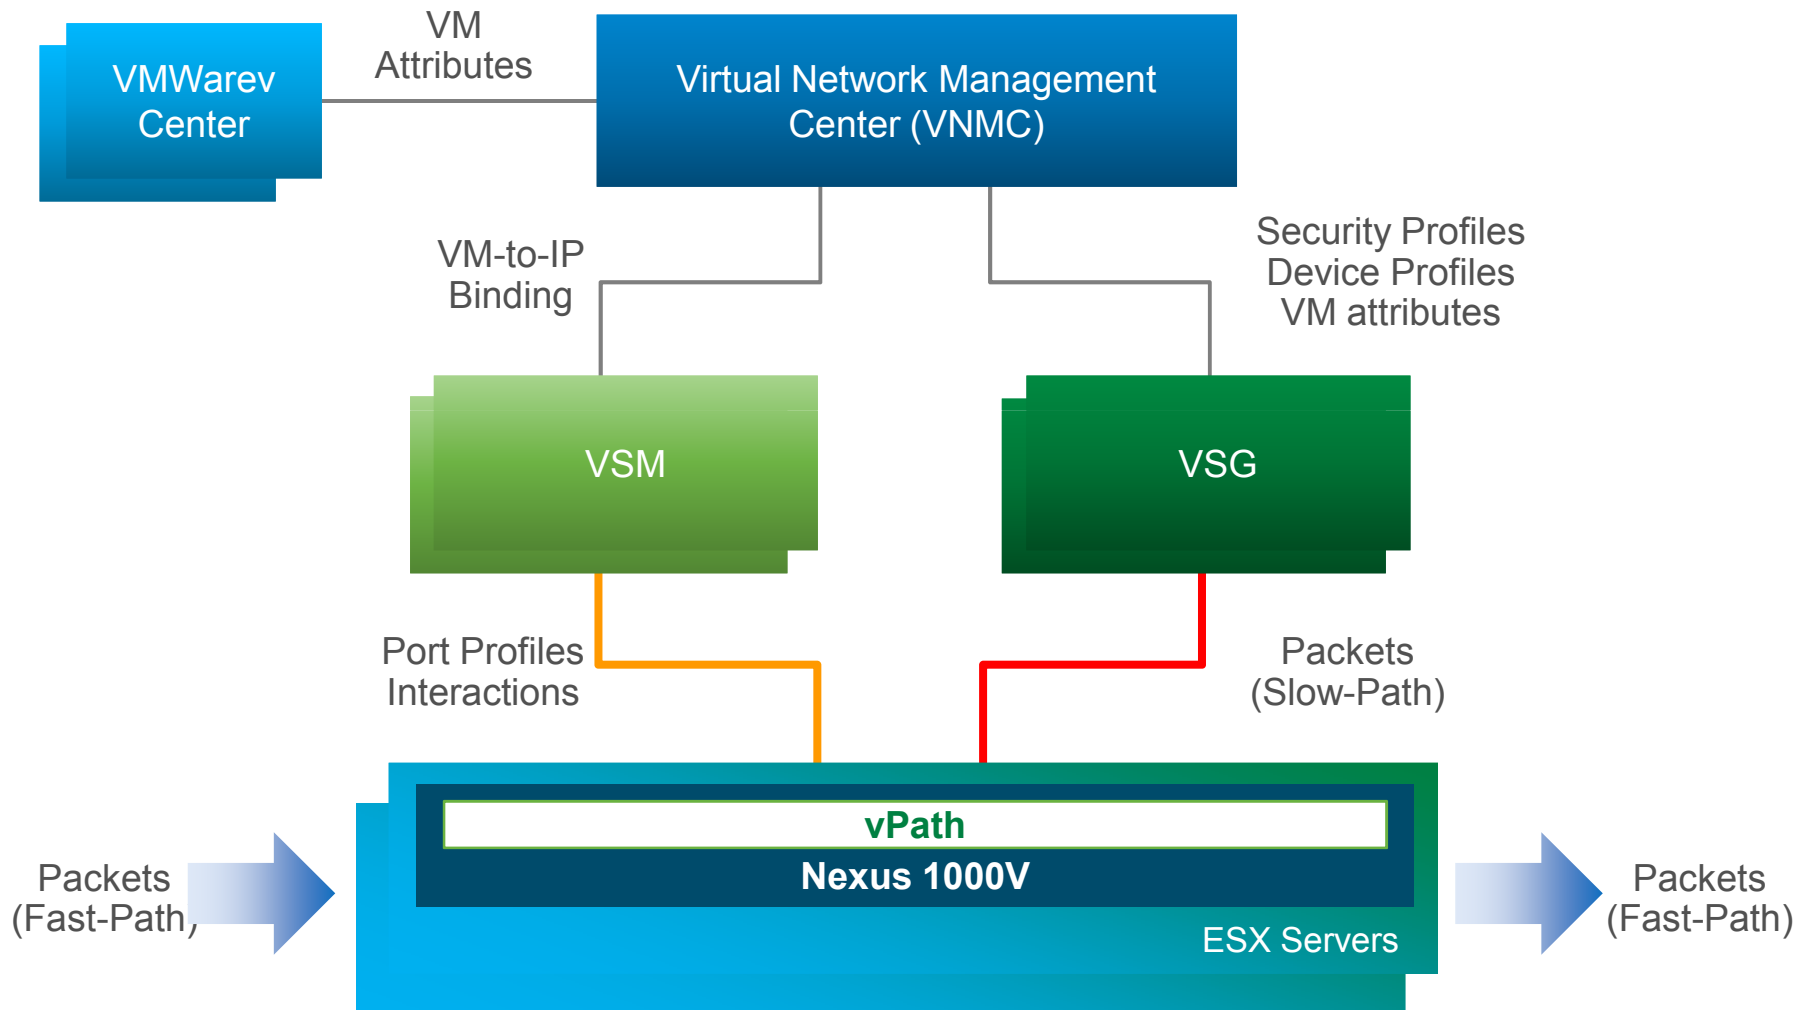 VM
Attributes
VMWarev
Center
Virtual Network Management
Center (VNMC)
VM-to-IP
Binding
Security Profiles
Device Profiles
VM attributes
VSM
VSG
Port Profiles
Interactions
Packets
(Slow-Path)
vPath
Nexus 1000V
ESX Servers
Packets
(Fast-Path)
Packets
(Fast-Path)